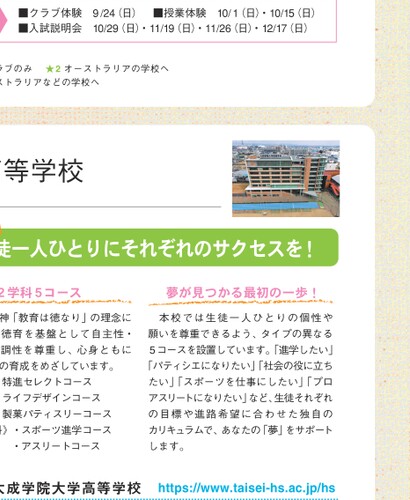 ■クラブ体験 9/24（日） ■授業体験 10/1（日）・10/15（日）
■入試説明会 10/29（日）・11/19（日）・11/26（日）・12/17（日）
ラブのみ ★2 オーストラリアの学校へ
ストラリアなどの学校へ
等学校
徒一人ひとりにそれぞれのサクセスを！
2学科5コース
神「教育は徳なり」の理念に
徳育を基盤として自主性・
調性を尊重し、心身ともに
の育成をめざしています。
特進セレクトコース
ライフデザインコース
製菓パティスリーコース
・スポーツ進学コース
・アスリートコース
夢が見つかる最初の一歩！
本校では生徒一人ひとりの個性や
願いを尊重できるよう、タイプの異なる
5コースを設置しています。「進学したい」
「パティシエになりたい」「社会の役に立ち
たい」「スポーツを仕事にしたい」「プロ
アスリートになりたい」など、生徒それぞれ
の目標や進路希望に合わせた独自の
カリキュラムで、あなたの「夢」をサポート
します。
大成学院大学高等学校 https://www.taisei-hs.ac.jp/hs